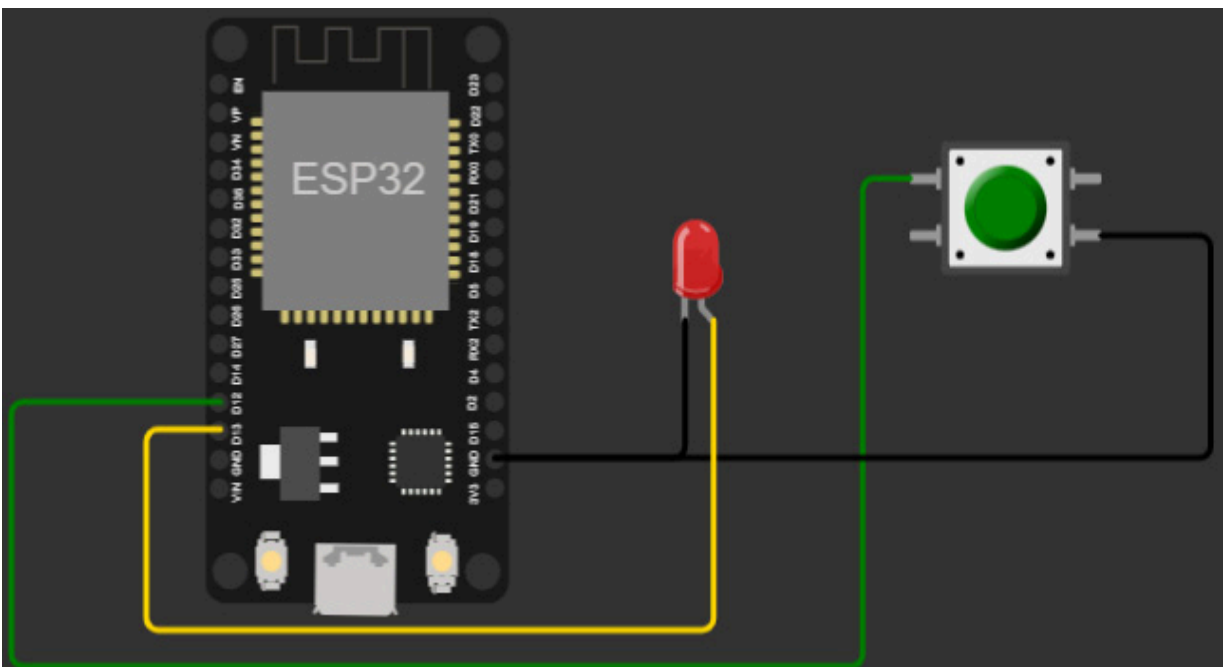 ESP32
EN
VP
VN
D34
D35
D32
D33
D25
D26
D27
D14
D12
D13
GND
VIN
D23
D22
TX0
RX0
D21
D19
D18
D5
TX2
RX2
D4
D2
D15
GND
3V3